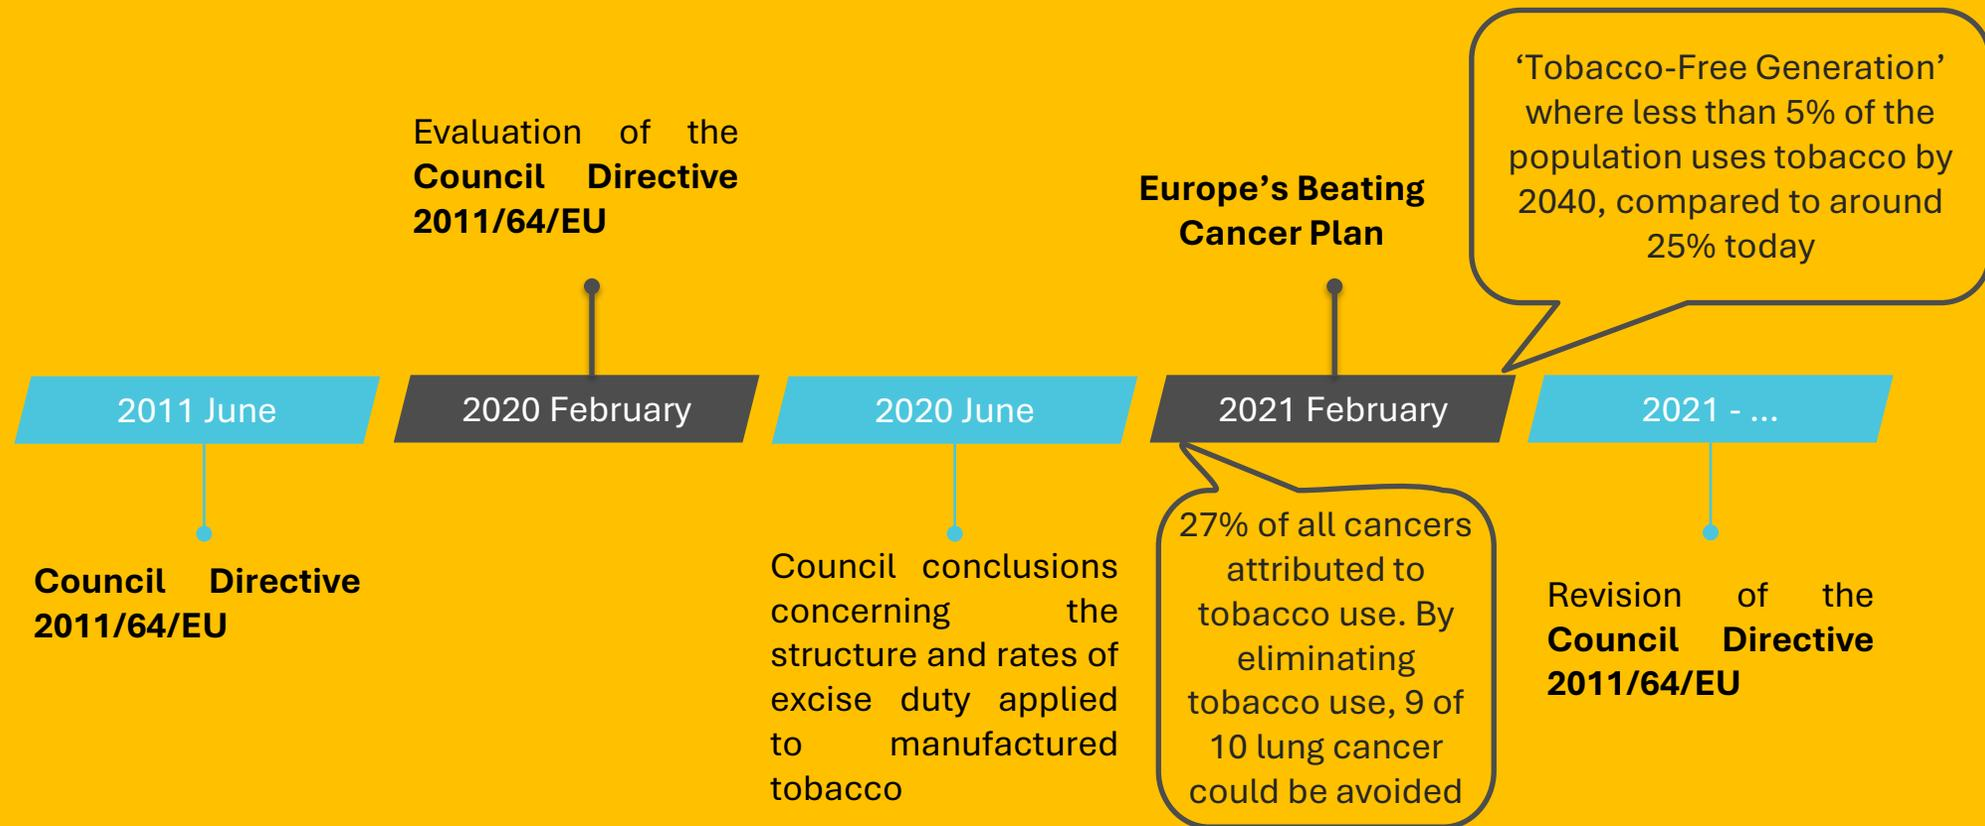 ‘Tobacco-Free Generation’
where less than 5% of the
population uses tobacco by
2040, compared to around
25% today
Evaluation of the
Council Directive
2011/64/EU
Europe’s Beating
Cancer Plan
2011 June
2020 February
2020 June
2021 February
2021 - ...
Council Directive
2011/64/EU
Council conclusions
concerning the
structure and rates of
excise duty applied
to manufactured
tobacco
27% of all cancers
attributed to
tobacco use. By
eliminating
tobacco use, 9 of
10 lung cancer
could be avoided
Revision of the
Council Directive
2011/64/EU